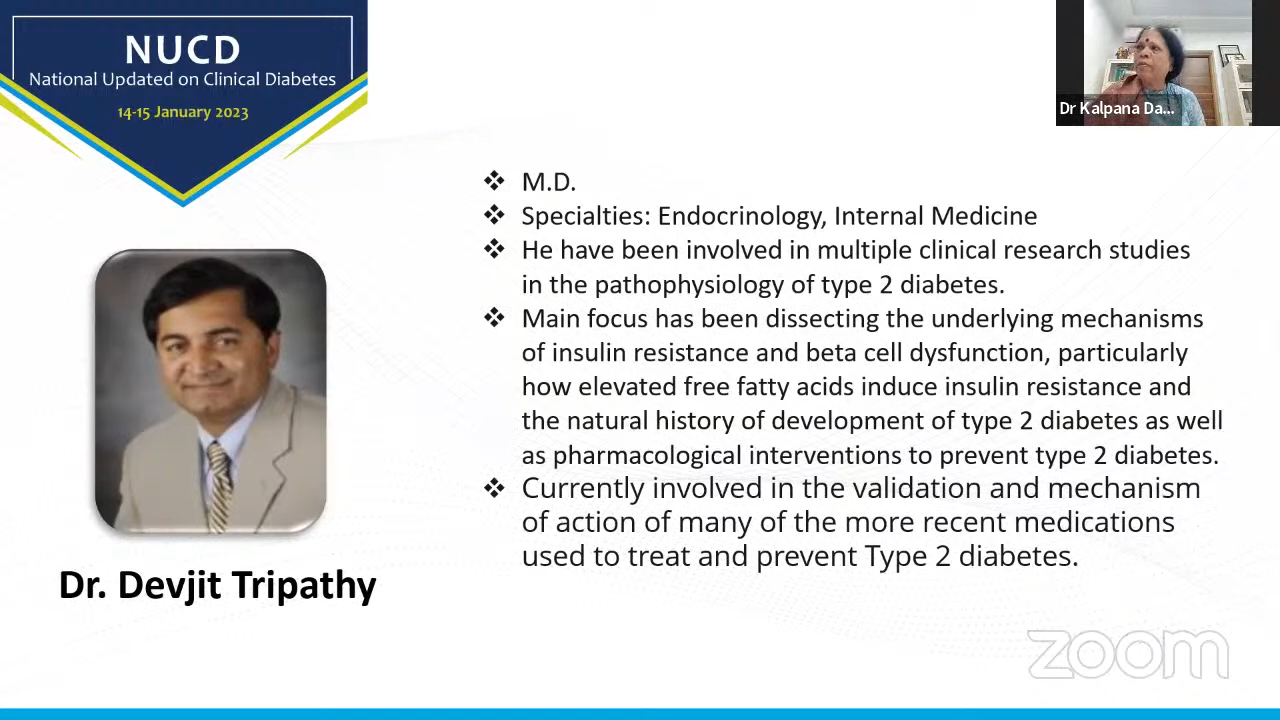 NUCD
National Updated on Clinical Diabetes
14-15 January 2023
Dr Kalpana Da...
❖ M.D.
❖ Specialties: Endocrinology, Internal Medicine
❖ He have been involved in multiple clinical research studies
in the pathophysiology of type 2 diabetes.
❖ Main focus has been dissecting the underlying mechanisms
of insulin resistance and beta cell dysfunction, particularly
how elevated free fatty acids induce insulin resistance and
the natural history of development of type 2 diabetes as well
as pharmacological interventions to prevent type 2 diabetes.
❖ Currently involved in the validation and mechanism
of action of many of the more recent medications
used to treat and prevent Type 2 diabetes.
Dr. Devjit Tripathy
zoom